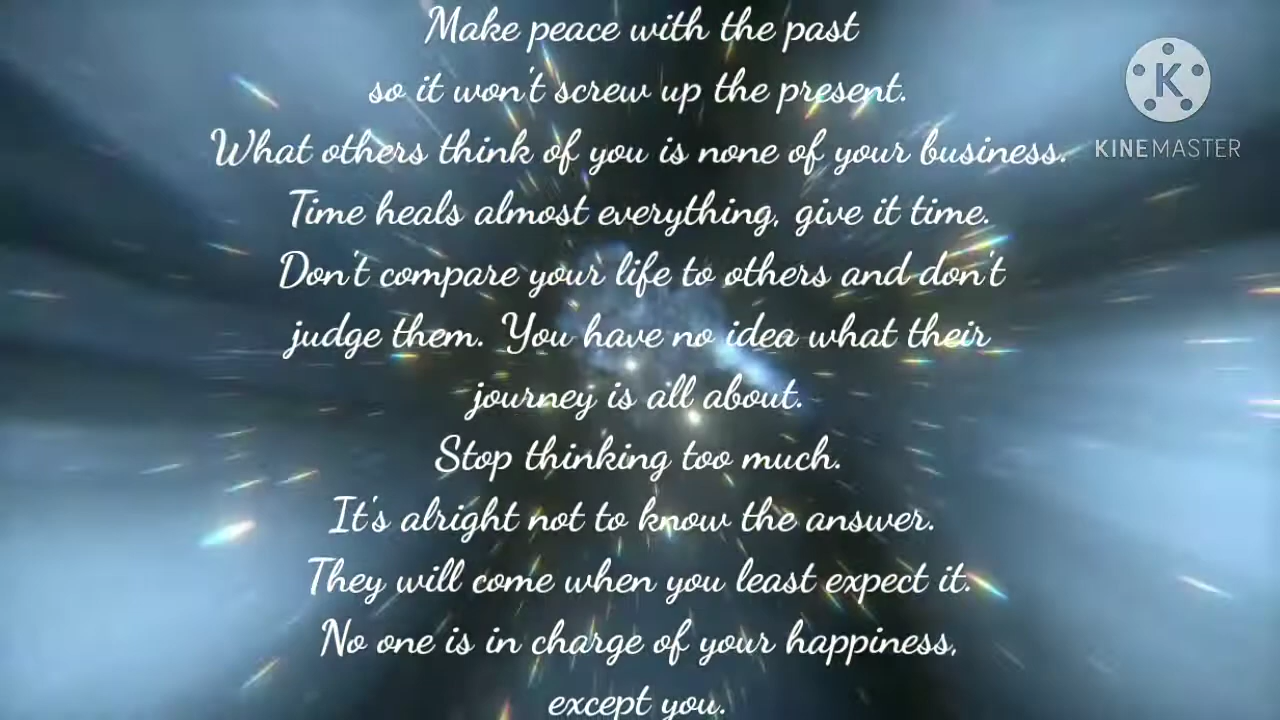 Make peace with the past
so it won't screw up the present.
What others think of you is none of your business.
Time heals almost everything, give it time.
Don't compare your life to others and don't
judge them. You have no idea what their
journey is all about.
Stop thinking too much.
It's alright not to know the answer.
They will come when you least expect it.
No one is in charge of your happiness,
except you.
K
KINEMASTER